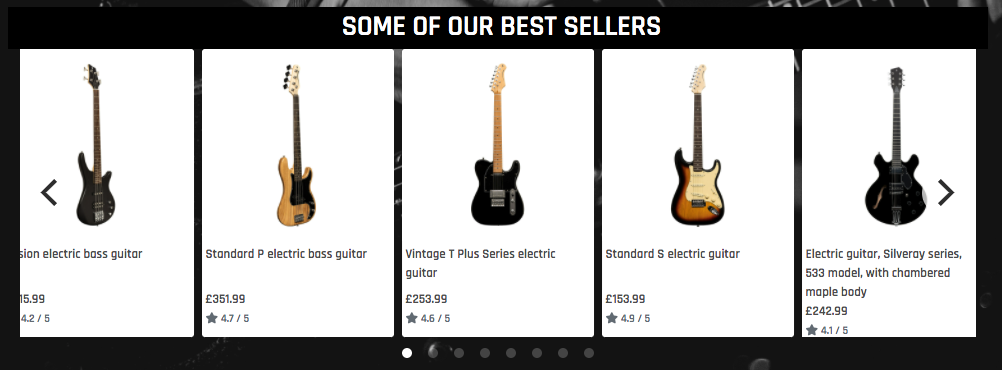 SOME OF OUR BEST SELLERS
sion electric bass guitar
15.99
4.2 / 5
Standard P electric bass guitar
£351.99
4.7 / 5
Vintage T Plus Series electric
guitar
£253.99
4.6 / 5
Standard S electric guitar
£153.99
4.9 / 5
Electric guitar, Silveray series,
533 model, with chambered
maple body
£242.99
4.1 / 5